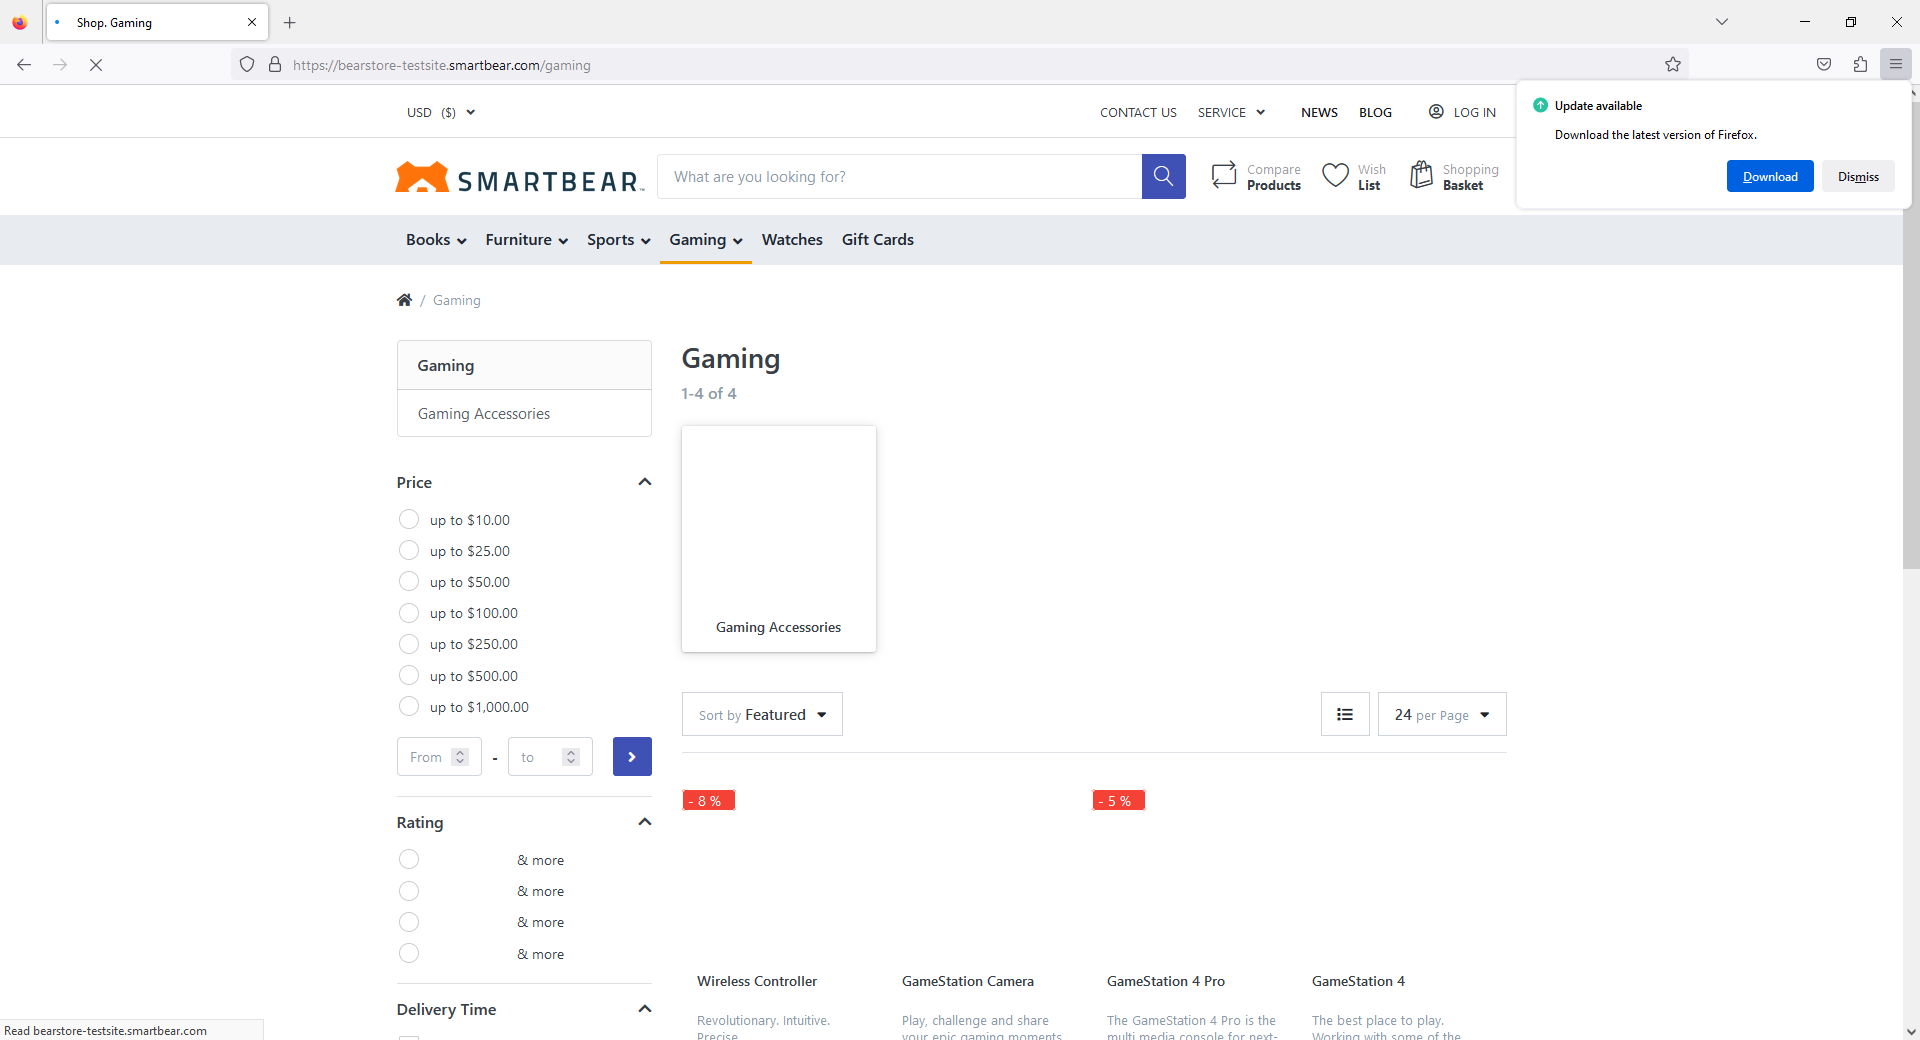 Shop. Gaming
https://bearstore-testsite.smartbear.com/gaming
Update available
Download the latest version of Firefox.
Download
Dismiss
USD ($)
CONTACT US
SERVICE
NEWS
BLOG
LOG IN
SMARTBEAR
What are you looking for?
Compare
Products
Wish
List
Shopping
Basket
Books
Furniture
Sports
Gaming
Watches
Gift Cards
/ Gaming
Gaming
Gaming Accessories
Price
up to $10.00
up to $25.00
up to $50.00
up to $100.00
up to $250.00
up to $500.00
up to $1,000.00
From - to
Rating
& more
& more
& more
& more
Delivery Time
Gaming
1-4 of 4
Gaming Accessories
Sort by Featured
24 per Page
- 8 %
- 5 %
Wireless Controller
Revolutionary. Intuitive.
Precise
GameStation Camera
Play, challenge and share
your epic gaming moments
GameStation 4 Pro
The GameStation 4 Pro is the
multi media console for next-
GameStation 4
The best place to play.
Working with some of the
Read bearstore-testsite.smartbear.com